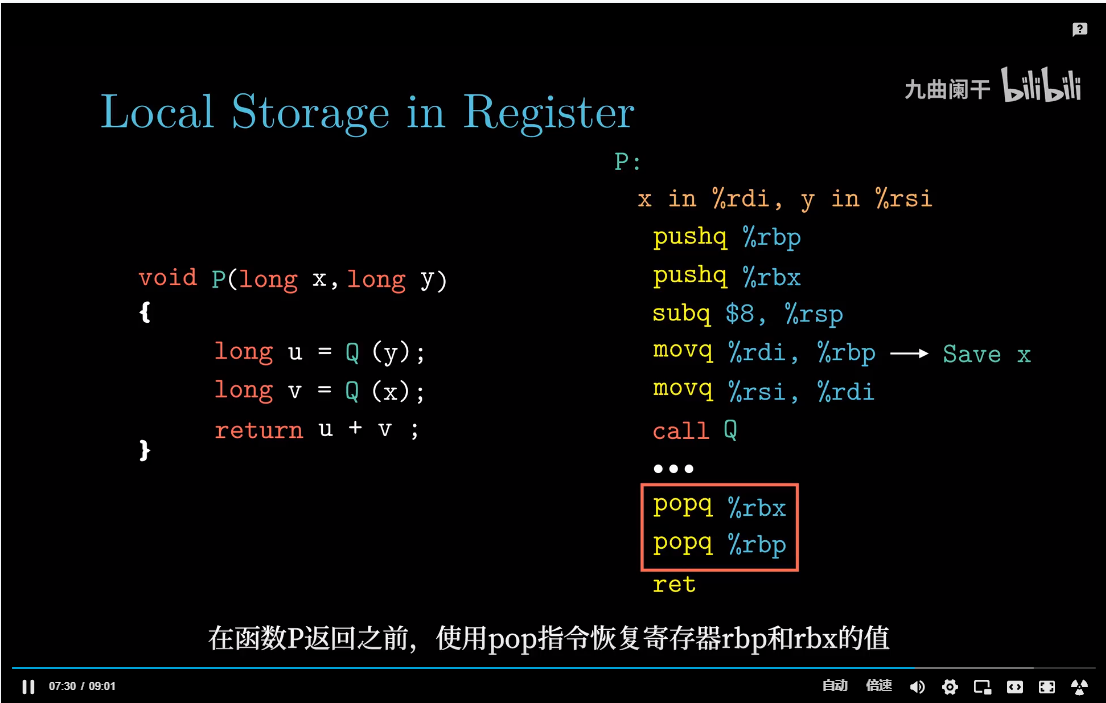 九曲阑干 bilibili
Local Storage in Register
void P(long x, long y)
{
long u = Q (y);
long v = Q (x);
return u + v ;
}
P:
x in %rdi, y in %rsi
pushq %rbp
pushq %rbx
subq $8, %rsp
movq %rdi, %rbp → Save x
movq %rsi, %rdi
call Q
•••
popq %rbx
popq %rbp
ret
在函数P返回之前，使用pop指令恢复寄存器rbp和rbx的值
07:30 / 09:01
自动 倍速